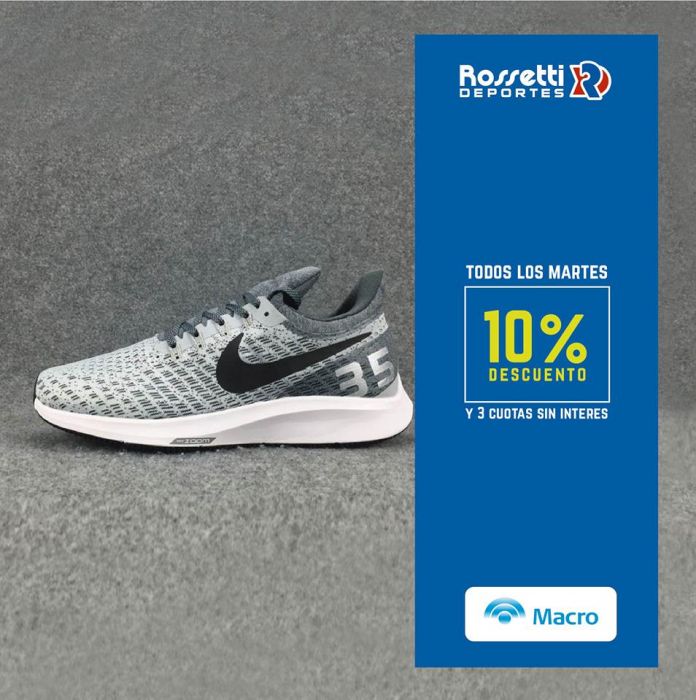 Rossetti
DEPORTES
TODOS LOS MARTES
10%
DESCUENTO
Y 3 CUOTAS SIN INTERES
35
ZOOM
Macro